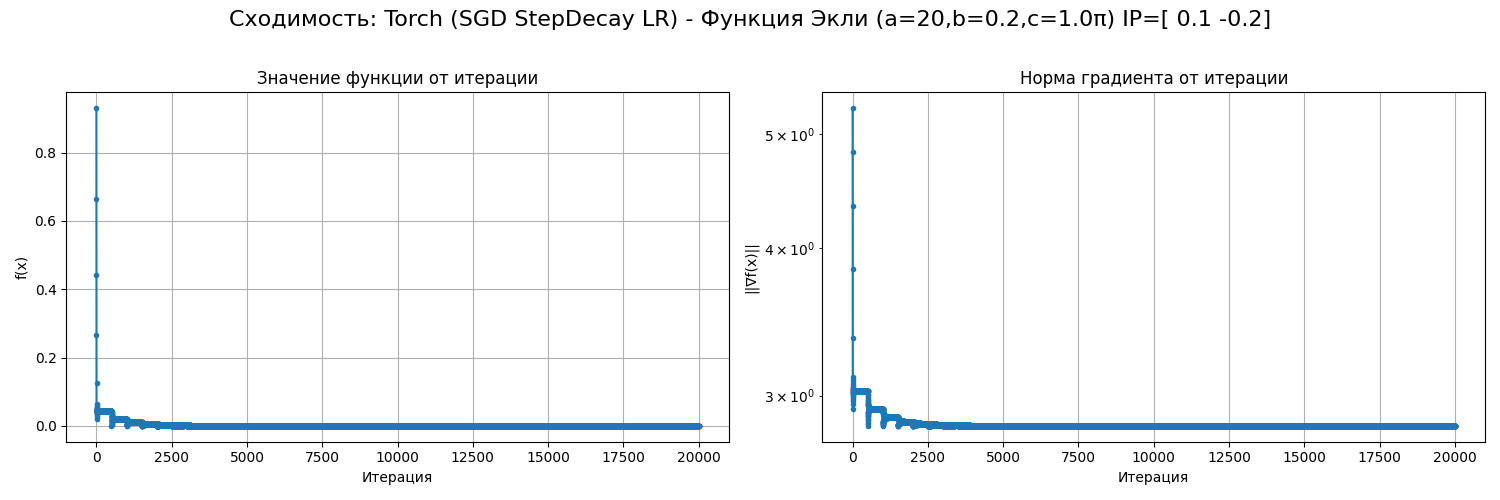 Сходимость: Torch (SGD StepDecay LR) - Функция Экли (a=20,b=0.2,c=1.0π) IP=[ 0.1 -0.2]
Значение функции от итерации
f(x)
0.8
0.6
0.4
0.2
0.0
0 2500 5000 7500 10000 12500 15000 17500 20000
Итерация
Норма градиента от итерации
||∇f(x)||
5 × 10⁰
4 × 10⁰
3 × 10⁰
0 2500 5000 7500 10000 12500 15000 17500 20000
Итерация